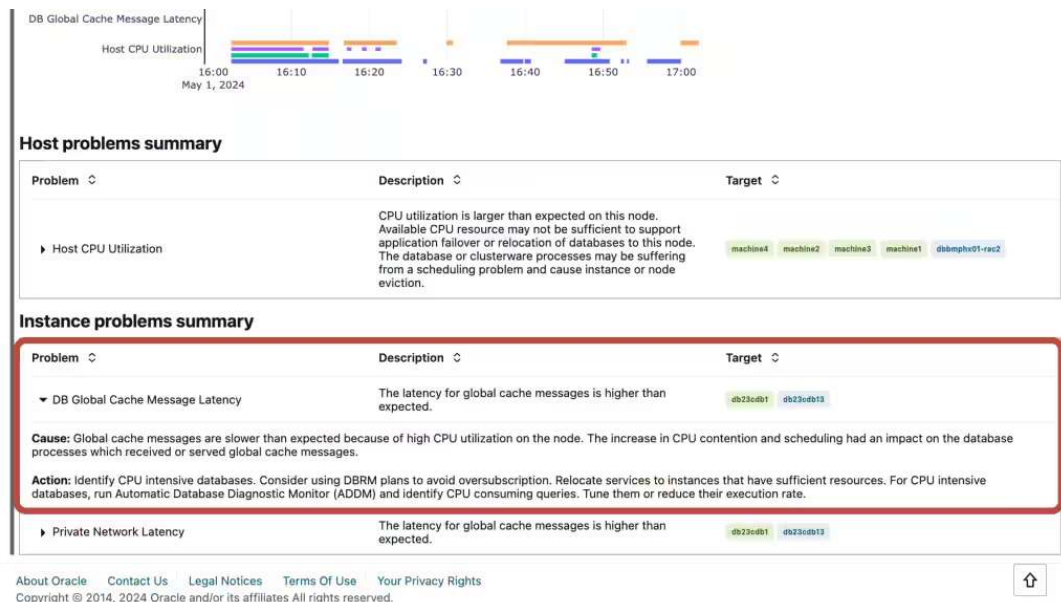 DB Global Cache Message Latency
Host CPU Utilization
16:00 16:10 16:20 16:30 16:40 16:50 17:00
May 1, 2024
Host problems summary
Problem Description Target
Host CPU Utilization
CPU utilization is larger than expected on this node.
Available CPU resource may not be sufficient to support
application failover or relocation of databases to this node.
The database or clusterware processes may be suffering
from a scheduling problem and cause instance or node
eviction.
machine4 machine2 machine3 machine1 dbbmphx01-rac2
Instance problems summary
Problem Description Target
DB Global Cache Message Latency
The latency for global cache messages is higher than
expected.
db23cdb1 db23cdb13
Cause: Global cache messages are slower than expected because of high CPU utilization on the node. The increase in CPU contention and scheduling had an impact on the database
processes which received or served global cache messages.
Action: Identify CPU intensive databases. Consider using DBRM plans to avoid oversubscription. Relocate services to instances that have sufficient resources. For CPU intensive
databases, run Automatic Database Diagnostic Monitor (ADDM) and identify CPU consuming queries. Tune them or reduce their execution rate.
Private Network Latency
The latency for global cache messages is higher than
expected.
db23cdb1 db23cdb13
About Oracle Contact Us Legal Notices Terms Of Use Your Privacy Rights
Copyright © 2014, 2024 Oracle and/or its affiliates All rights reserved.